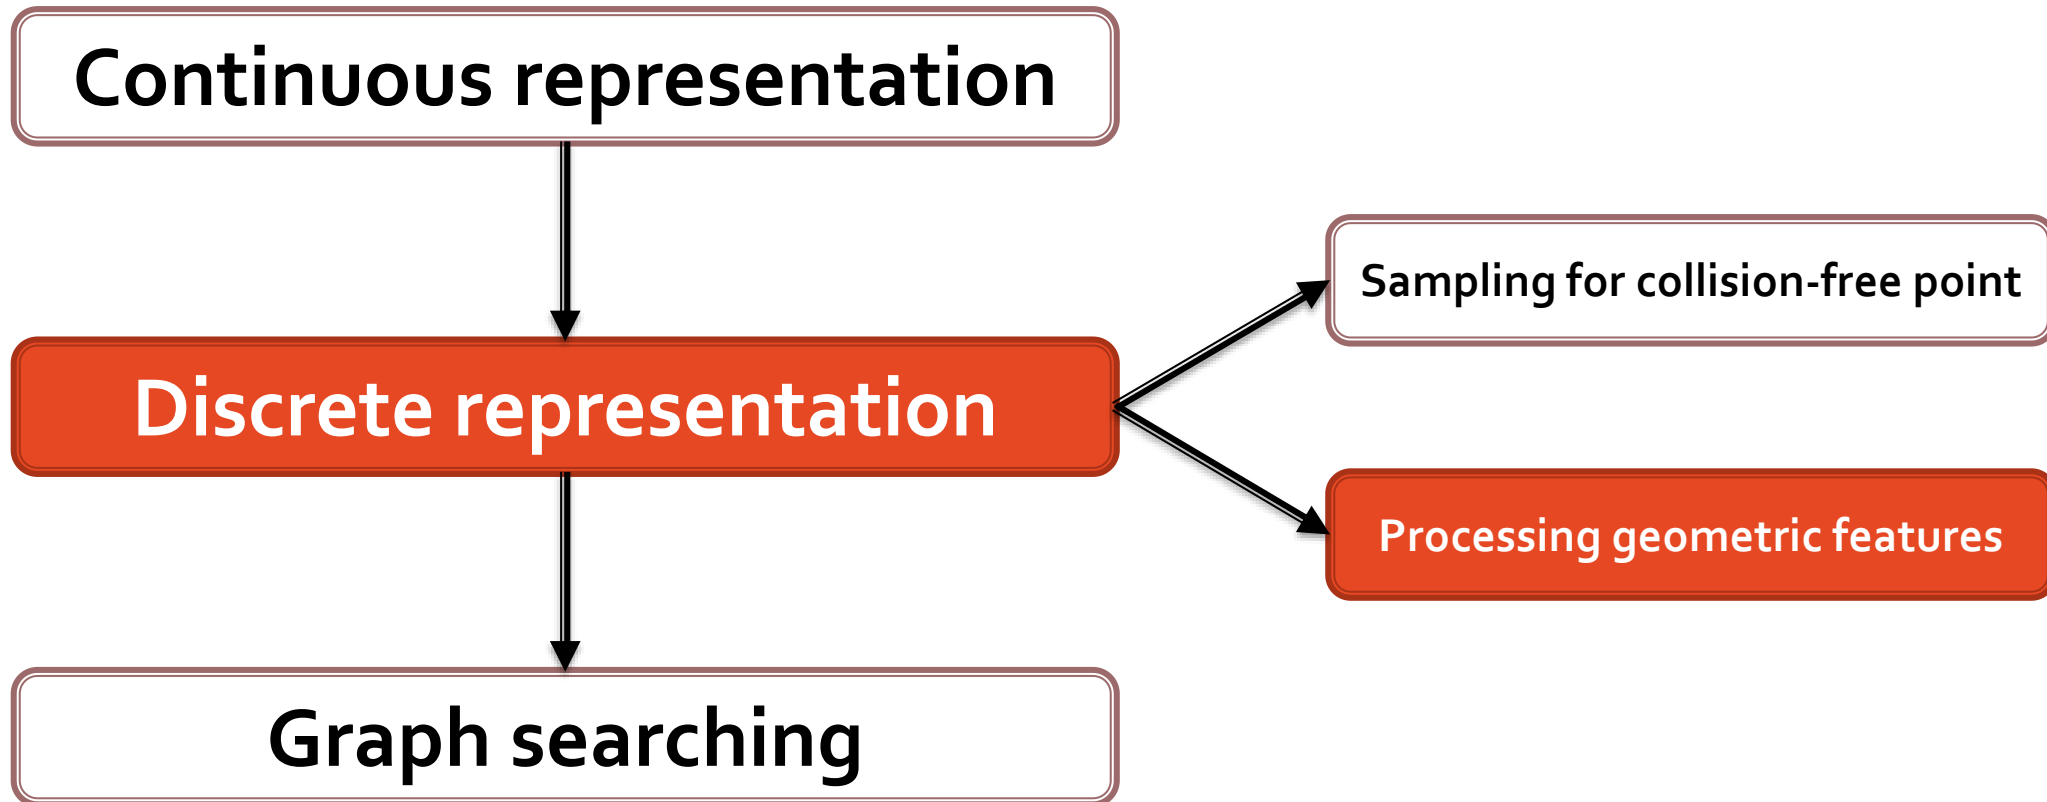 Continuous representation
Sampling for collision-free point
Discrete representation
Processing geometric features
Graph searching